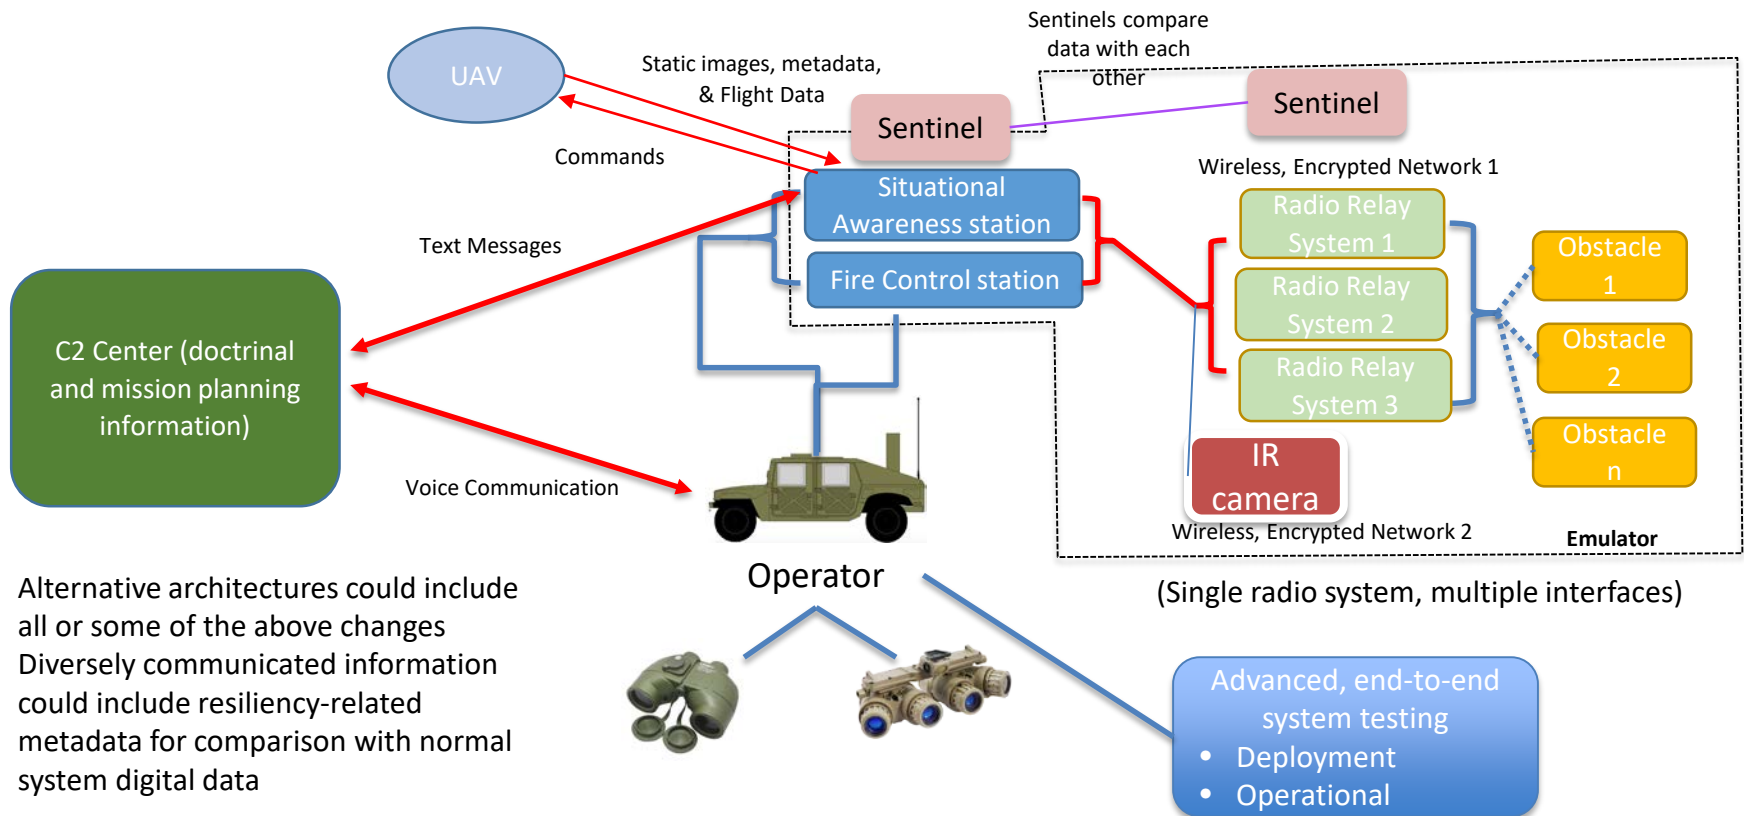 Sentinels compare
data with each
other
UAV
Static images, metadata,
& Flight Data
Sentinel
Sentinel
Commands
Wireless, Encrypted Network 1
Situational
Awareness station
Radio Relay
System 1
Text Messages
Fire Control station
Radio Relay
System 2
Obstacle
1
C2 Center (doctrinal
and mission planning
information)
Radio Relay
System 3
Obstacle
2
IR
camera
Obstacle
n
Voice Communication
Wireless, Encrypted Network 2
Emulator
Operator
(Single radio system, multiple interfaces)
Alternative architectures could include
all or some of the above changes
Diversely communicated information
could include resiliency-related
metadata for comparison with normal
system digital data
Advanced, end-to-end
system testing
• Deployment
• Operational